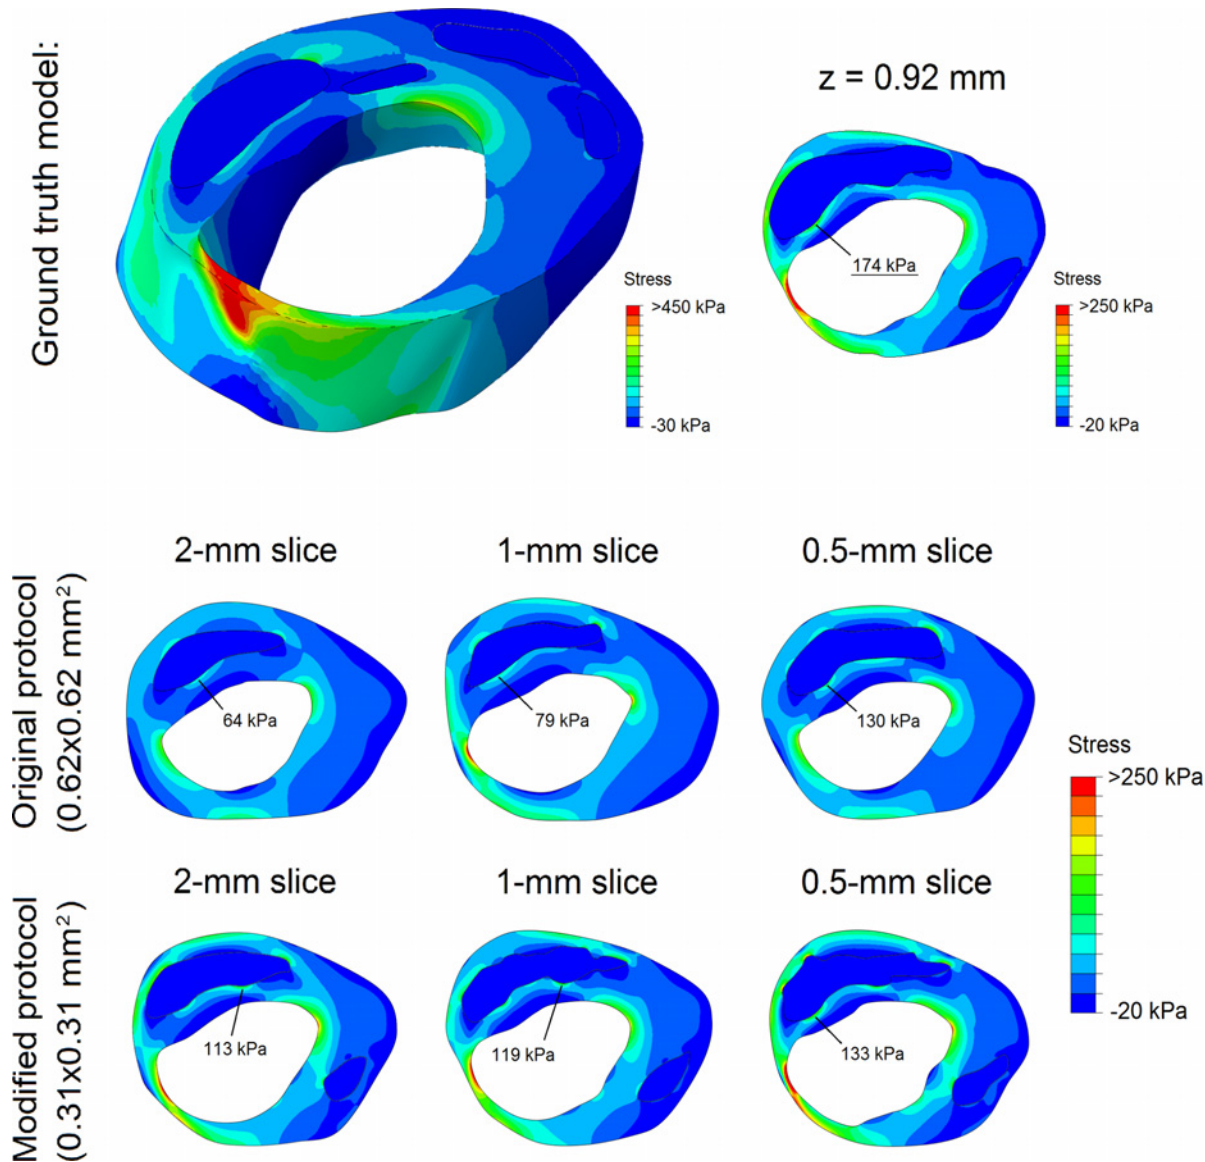 Ground truth model:
z = 0.92 mm
174 kPa
Stress
>450 kPa
-30 kPa
Stress
>250 kPa
-20 kPa
Original protocol
(0.62x0.62 mm²)
2-mm slice
1-mm slice
0.5-mm slice
64 kPa
79 kPa
130 kPa
Stress
>250 kPa
-20 kPa
Modified protocol
(0.31x0.31 mm²)
2-mm slice
1-mm slice
0.5-mm slice
113 kPa
119 kPa
133 kPa